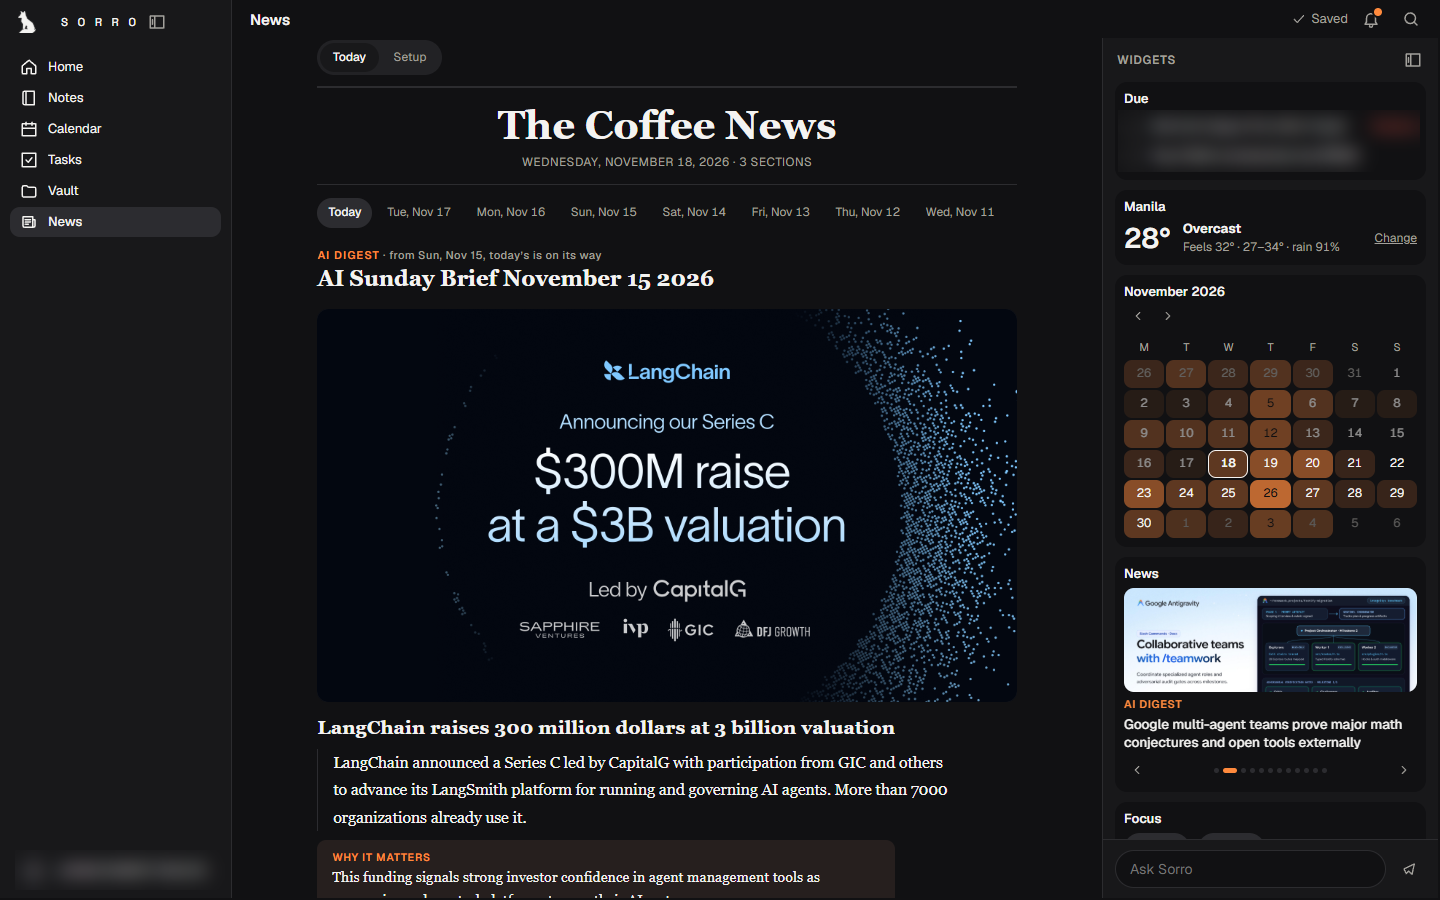 SORRO
Home
Notes
Calendar
Tasks
Vault
News
News
Saved
Today
Setup
The Coffee News
WEDNESDAY, NOVEMBER 18, 2026 · 3 SECTIONS
Today
Tue, Nov 17
Mon, Nov 16
Sun, Nov 15
Sat, Nov 14
Fri, Nov 13
Thu, Nov 12
Wed, Nov 11
AI DIGEST · from Sun, Nov 15, today's is on its way
AI Sunday Brief November 15 2026
LangChain
Announcing our Series C
$300M raise
at a $3B valuation
Led by CapitalG
SAPPHIRE VENTURES
ivp
GIC
DFJ GROWTH
LangChain raises 300 million dollars at 3 billion valuation
LangChain announced a Series C led by CapitalG with participation from GIC and others
to advance its LangSmith platform for running and governing AI agents. More than 7000
organizations already use it.
WHY IT MATTERS
This funding signals strong investor confidence in agent management tools as
WIDGETS
Due
Manila
28°
Overcast
Feels 32° · 27–34° · rain 91%
Change
November 2026
M T W T F S S
26 27 28 29 30 31 1
2 3 4 5 6 7 8
9 10 11 12 13 14 15
16 17 18 19 20 21 22
23 24 25 26 27 28 29
30 1 2 3 4 5 6
News
Google Antigravity
Collaborative teams
with /teamwork
Coordinate specialized agent roles and
adversarial audit gates across milestones.
AI DIGEST
Google multi-agent teams prove major math
conjectures and open tools externally
Focus
Ask Sorro